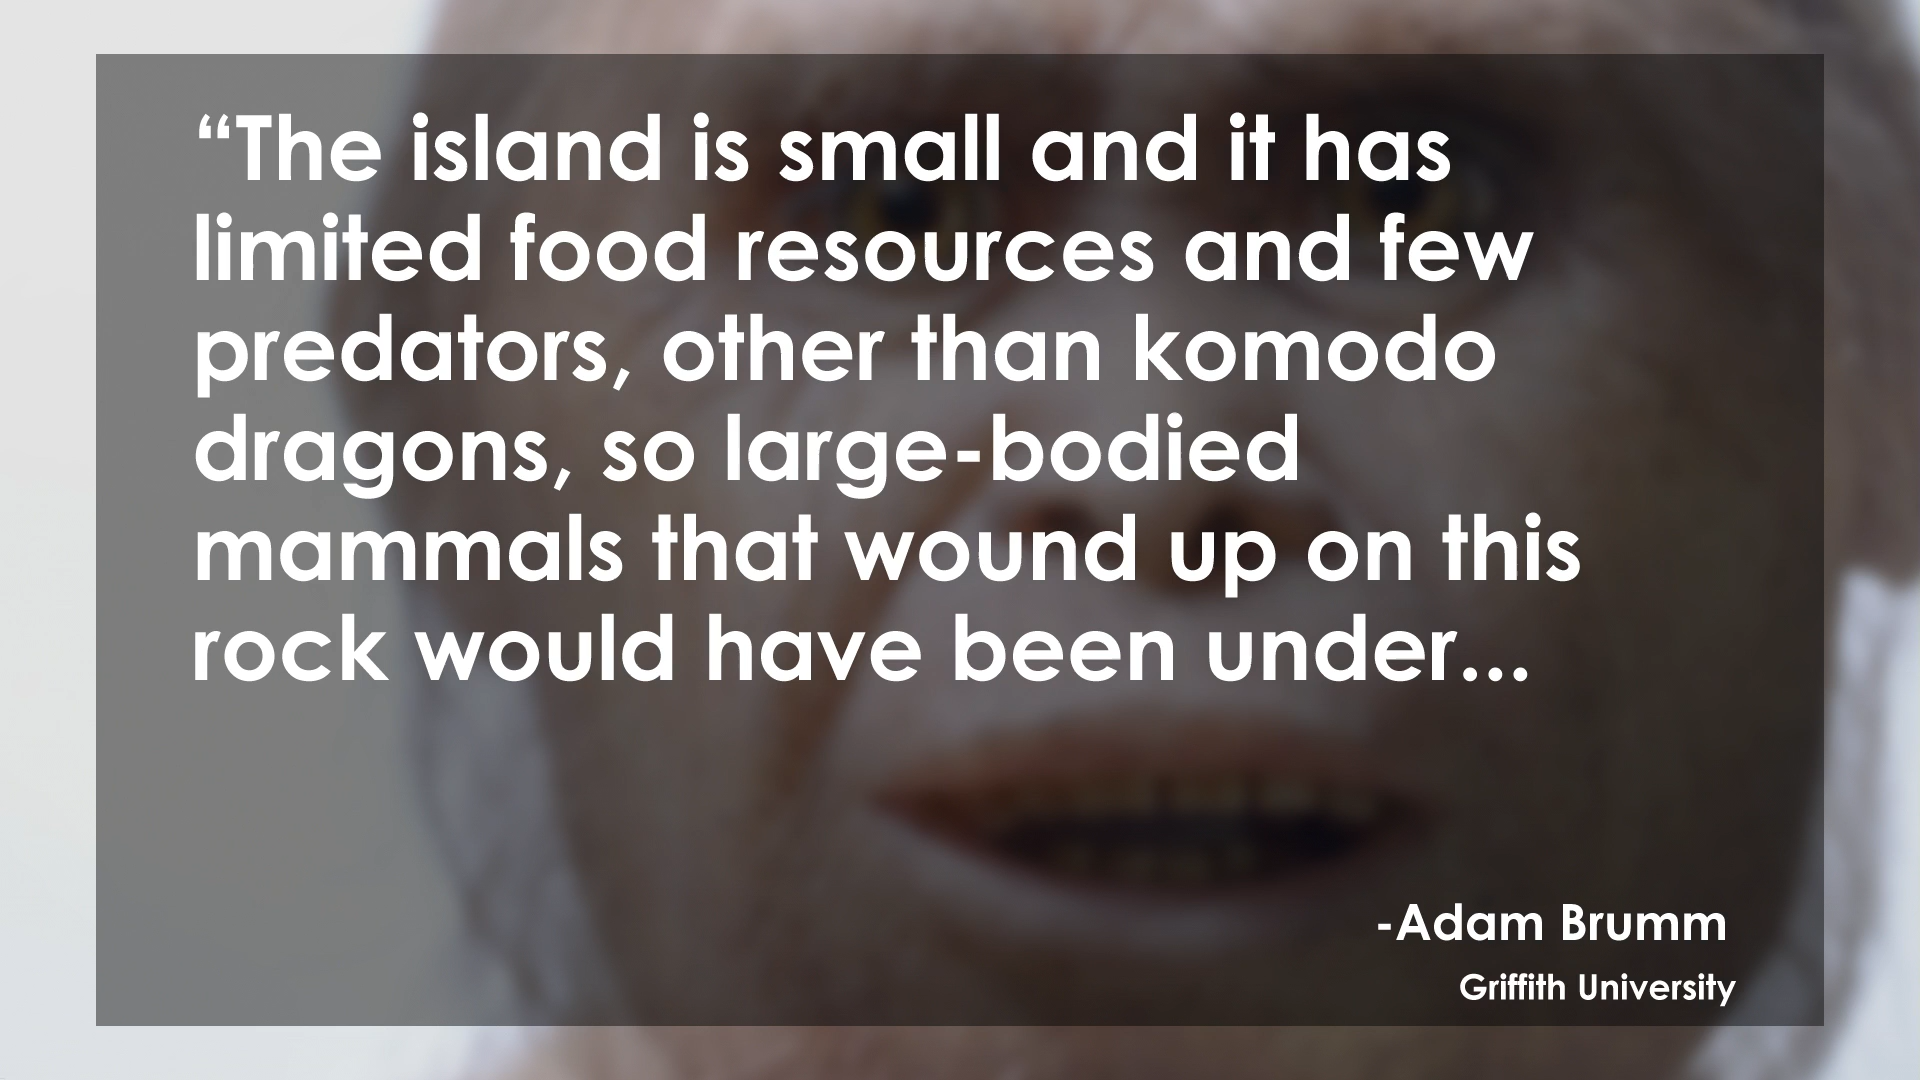 “The island is small and it has
limited food resources and few
predators, other than komodo
dragons, so large-bodied
mammals that wound up on this
rock would have been under...
-Adam Brumm
Griffith University